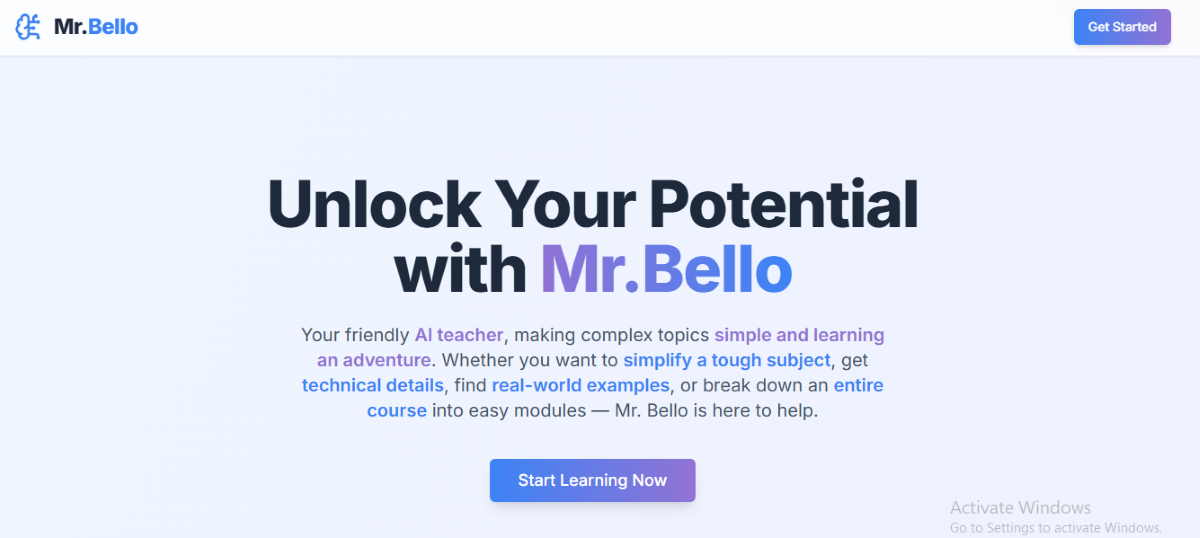 Mr.Bello
Get Started
Unlock Your Potential
with Mr.Bello
Your friendly AI teacher, making complex topics simple and learning
an adventure. Whether you want to simplify a tough subject, get
technical details, find real-world examples, or break down an entire
course into easy modules — Mr. Bello is here to help.
Start Learning Now
Activate Windows
Go to Settings to activate Windows.